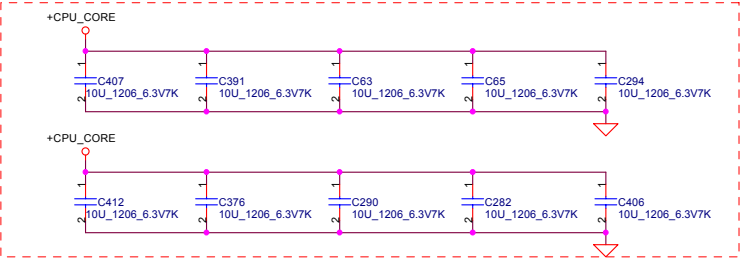 +CPU_CORE
1 1 1 1 1
C407 C391 C63 C65 C294
10U_1206_6.3V7K 10U_1206_6.3V7K 10U_1206_6.3V7K 10U_1206_6.3V7K 10U_1206_6.3V7K
2 2 2 2 2
+CPU_CORE
1 1 1 1 1
C412 C376 C290 C282 C406
10U_1206_6.3V7K 10U_1206_6.3V7K 10U_1206_6.3V7K 10U_1206_6.3V7K 10U_1206_6.3V7K
2 2 2 2 2